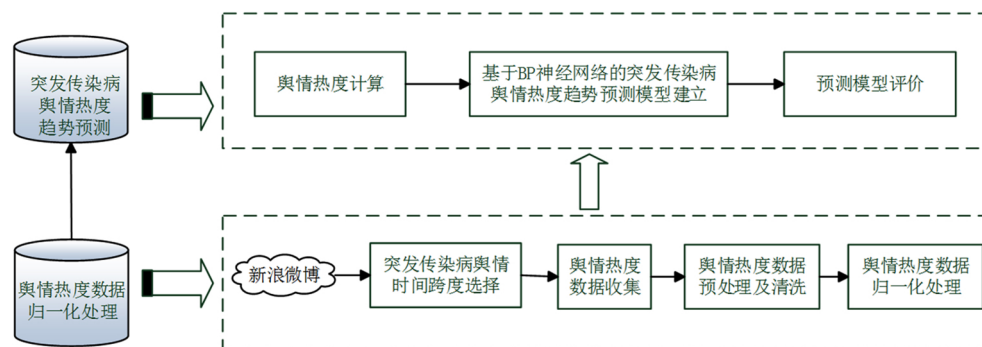 突发传染病
舆情热度
趋势预测
舆情热度计算
基于BP神经网络的突发传染病
舆情热度趋势预测模型建立
预测模型评价
舆情热度数据
归一化处理
新浪微博
突发传染病舆情
时间跨度选择
舆情热度
数据收集
舆情热度数据
预处理及清洗
舆情热度数据
归一化处理